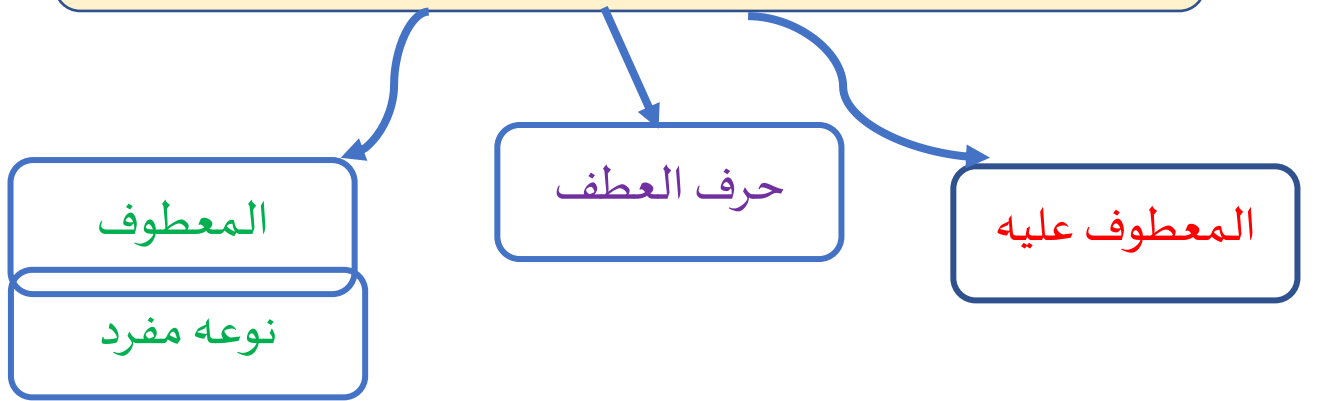 المعطوف عليه
حرف العطف
المعطوف
نوعه مفرد